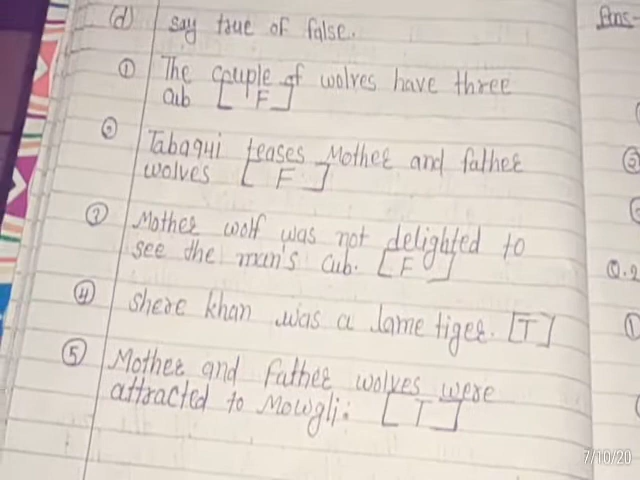 (d) say true of false.
① The couple of wolves have three
cub [ F ]
② Tabaqui teases Mother and father
wolves [ F ]
③ Mother wolf was not delighted to
see the man's cub. [ F ]
④ shere khan was a lame tiger. [T]
⑤ Mother and father wolves were
attracted to Mowgli. [ T ]
Ans-
②
Q.2
①
7/10/20